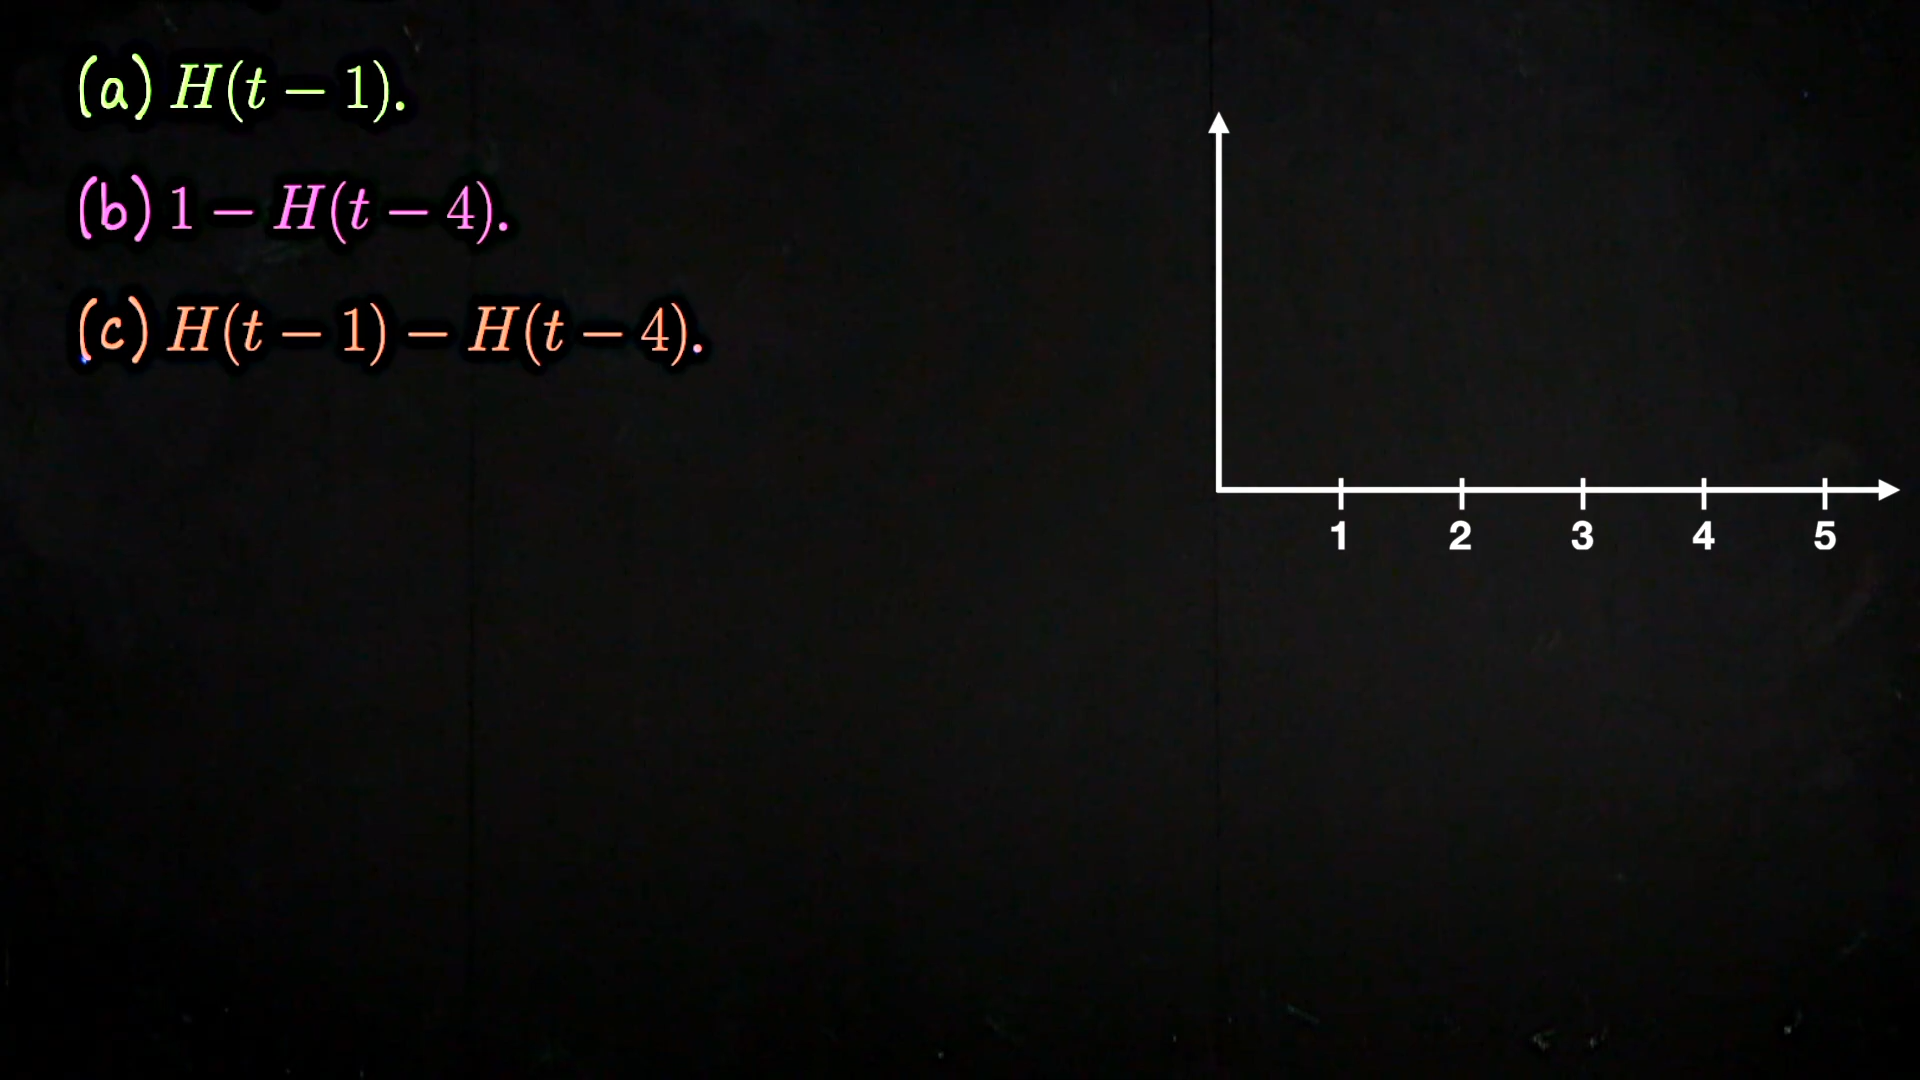 (a) H(t − 1).
(b) 1 − H(t − 4).
(c) H(t − 1) − H(t − 4).
1 2 3 4 5